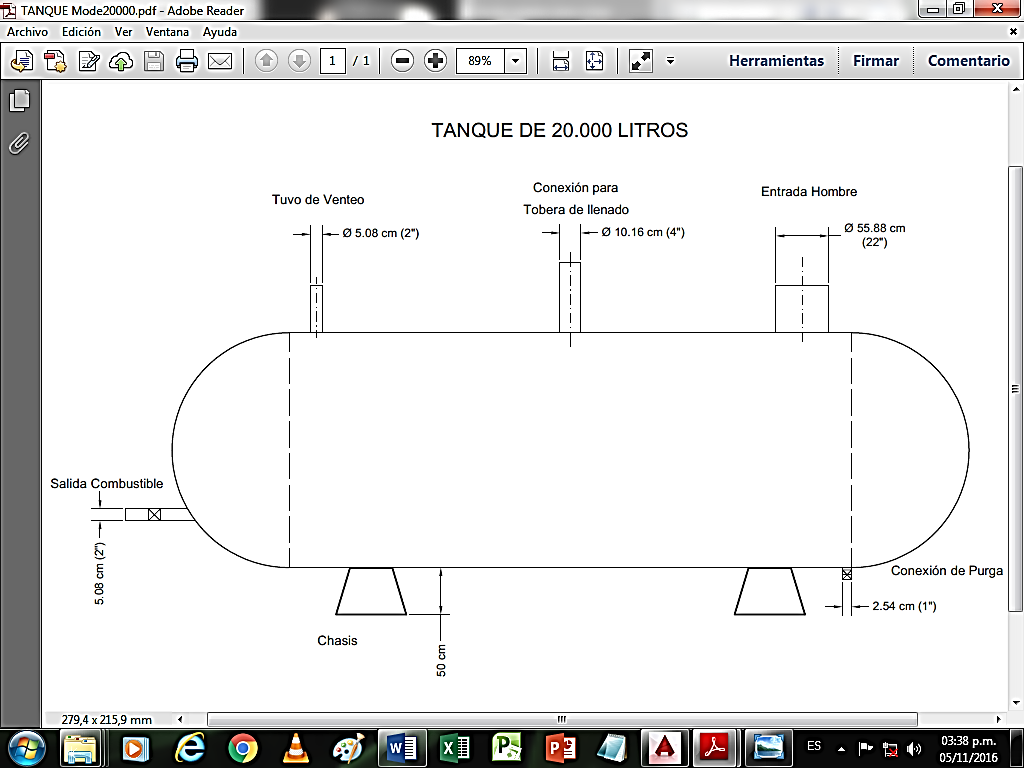 TANQUE Mode20000.pdf - Adobe Reader
Archivo Edición Ver Ventana Ayuda
1 / 1 89% Herramientas Firmar Comentario
TANQUE DE 20.000 LITROS
Tuvo de Venteo
Conexión para
Tobera de llenado
Entrada Hombre
Ø 5.08 cm (2")
Ø 10.16 cm (4")
Ø 55.88 cm
(22")
Salida Combustible
5.08 cm (2")
Conexión de Purga
2.54 cm (1")
Chasis
50 cm
279,4 x 215,9 mm
ES
03:38 p.m.
05/11/2016